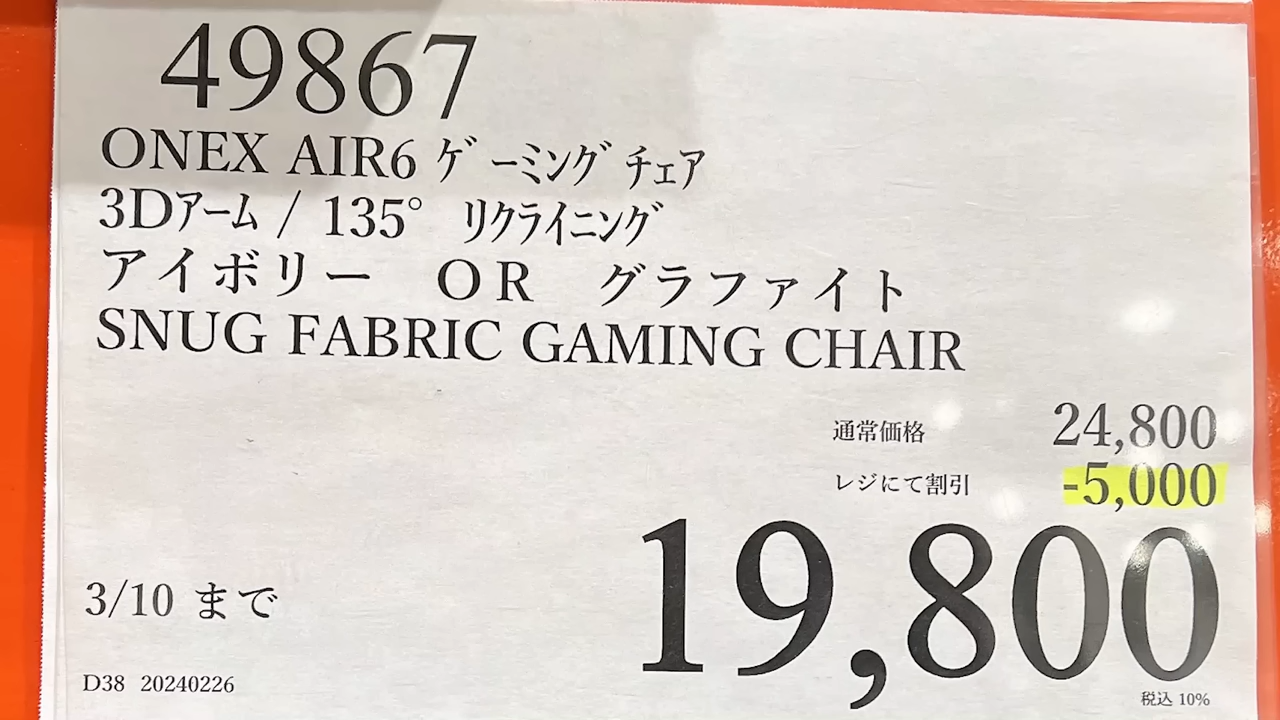 49867
ONEX AIR6 ゲーミングチェア
3Dアーム / 135° リクライニング
アイボリー　OR　グラファイト
SNUG FABRIC GAMING CHAIR
通常価格 24,800
レジにて割引 -5,000
19,800
3/10 まで
税込 10%
D38 20240226